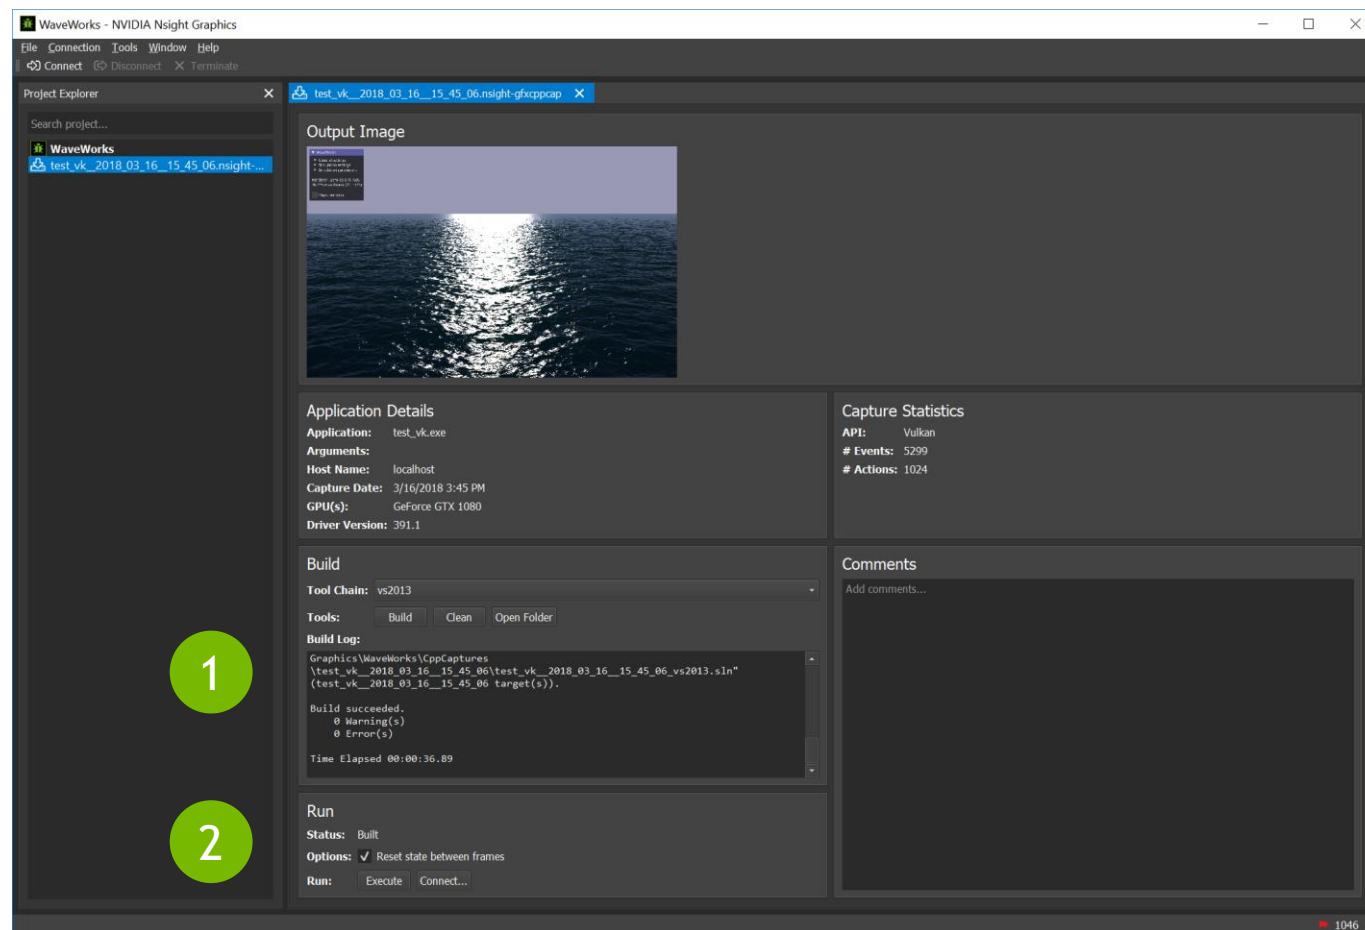 WaveWorks - NVIDIA Nsight Graphics
File Connection Tools Window Help
Connect Disconnect Terminate
Project Explorer
test_vk__2018_03_16__15_45_06.nsight-gfxcppcap
Search project...
WaveWorks
test_vk__2018_03_16__15_45_06.nsight-...
Output Image
Application Details
Application: test_vk.exe
Arguments:
Host Name: localhost
Capture Date: 3/16/2018 3:45 PM
GPU(s): GeForce GTX 1080
Driver Version: 391.1
Capture Statistics
API: Vulkan
# Events: 5299
# Actions: 1024
Build
Tool Chain: vs2013
Tools: Build Clean Open Folder
Build Log:
Graphics\WaveWorks\CppCaptures
\test_vk__2018_03_16__15_45_06\test_vk__2018_03_16__15_45_06_vs2013.sln"
(test_vk__2018_03_16__15_45_06 target(s)).
Build succeeded.
0 Warning(s)
0 Error(s)
Time Elapsed 00:00:36.89
1
Comments
Add comments...
Run
Status: Built
Options: Reset state between frames
Run: Execute Connect...
2
1046